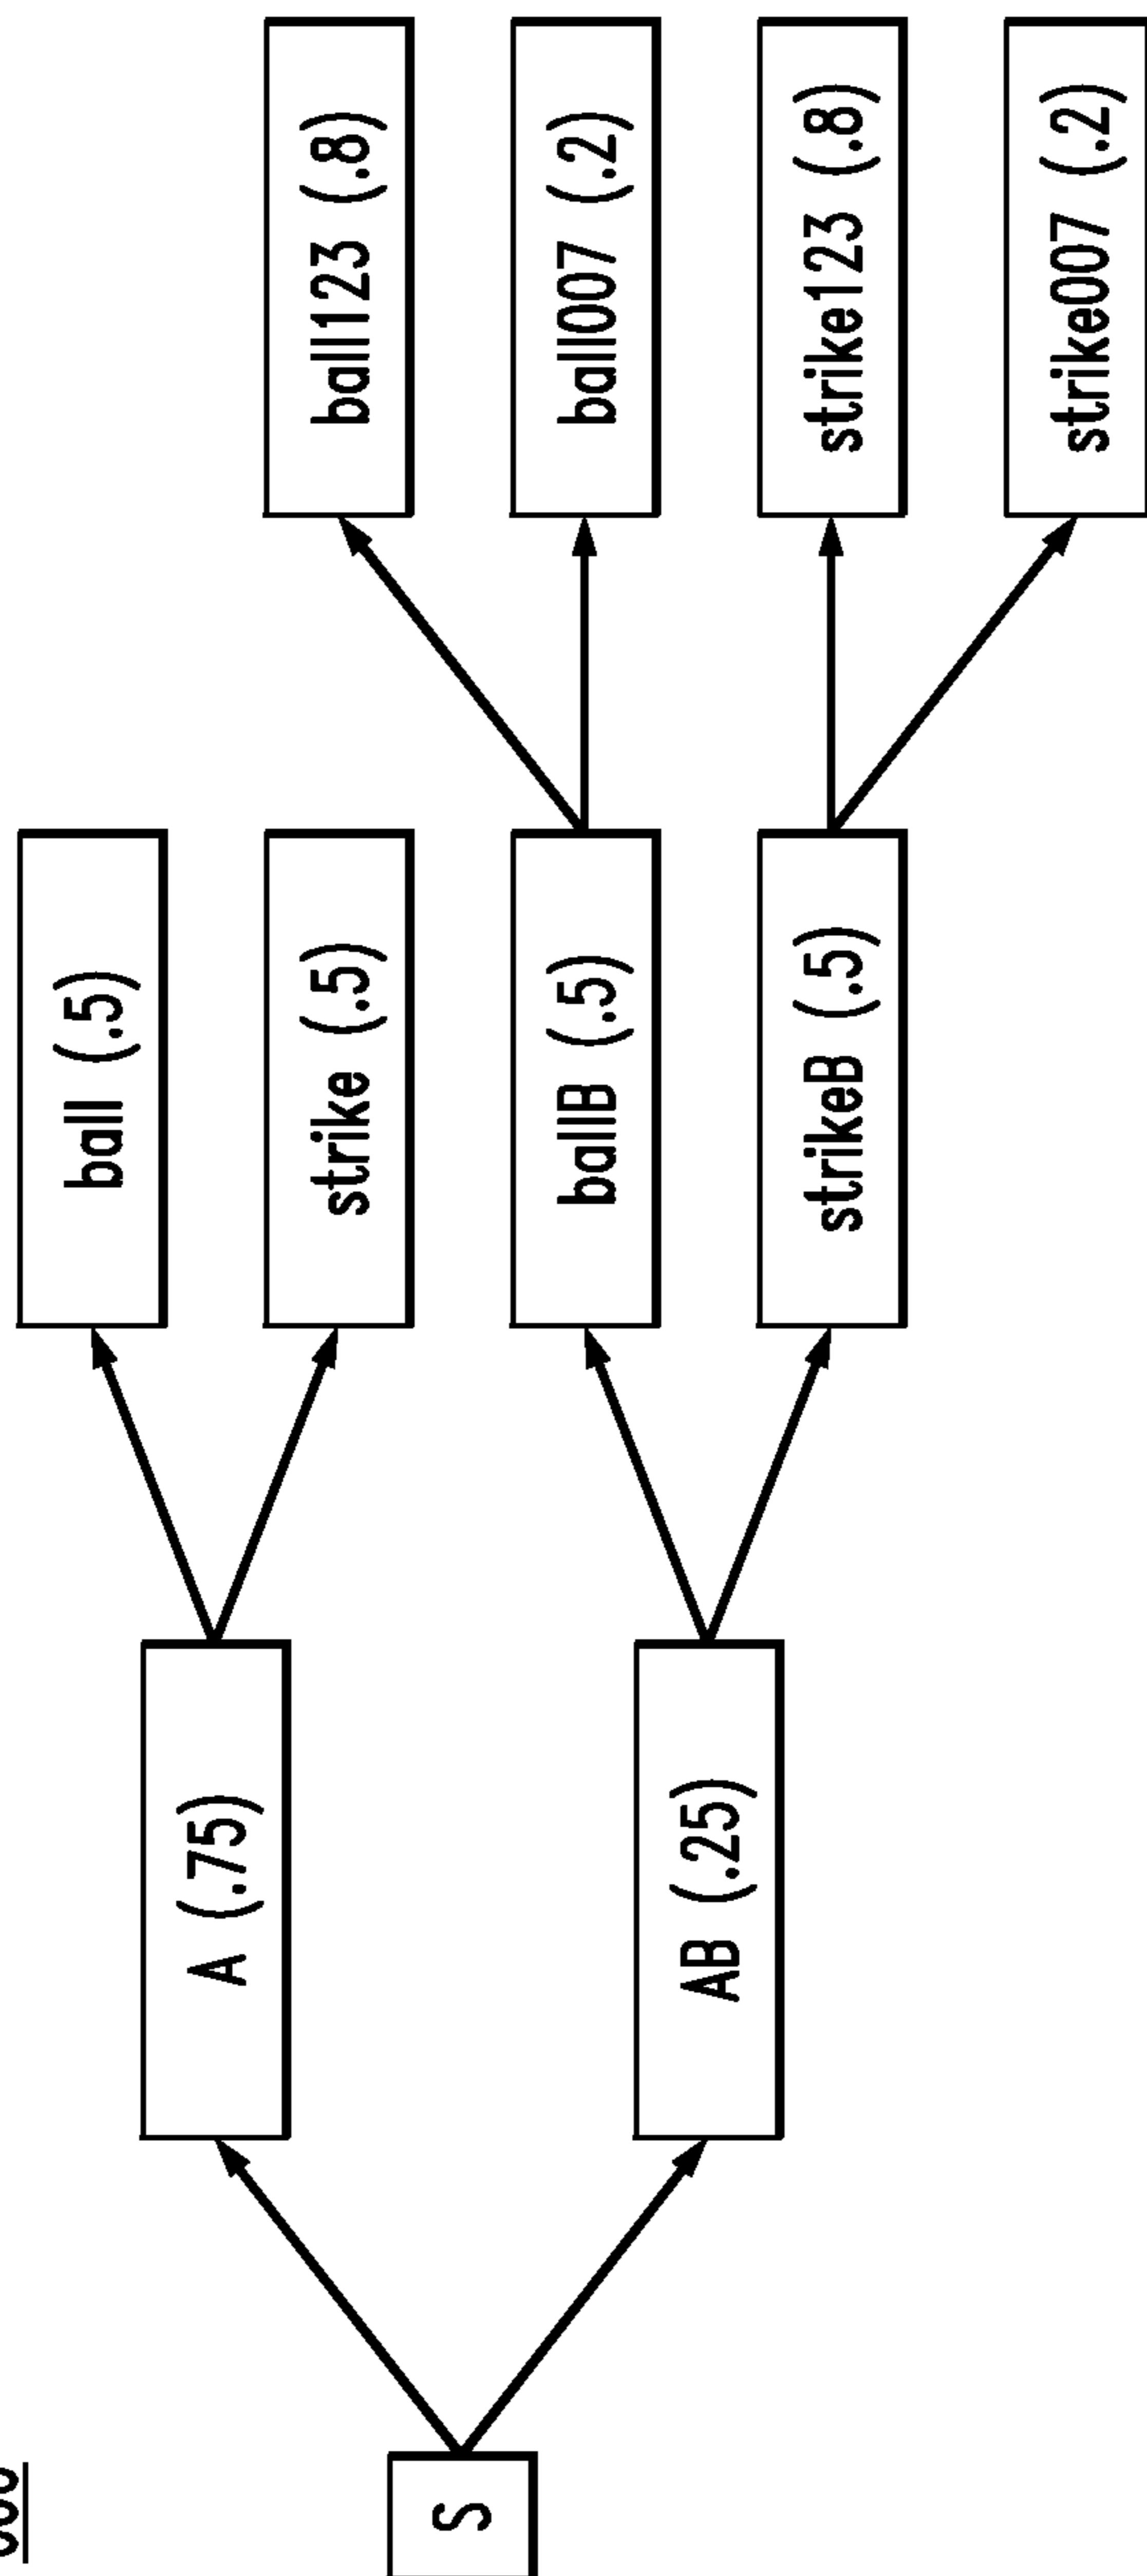 S
A (.75)
AB (.25)
ball (.5)
strike (.5)
ballB (.5)
strikeB (.5)
ball123 (.8)
ball007 (.2)
strike123 (.8)
strike007 (.2)